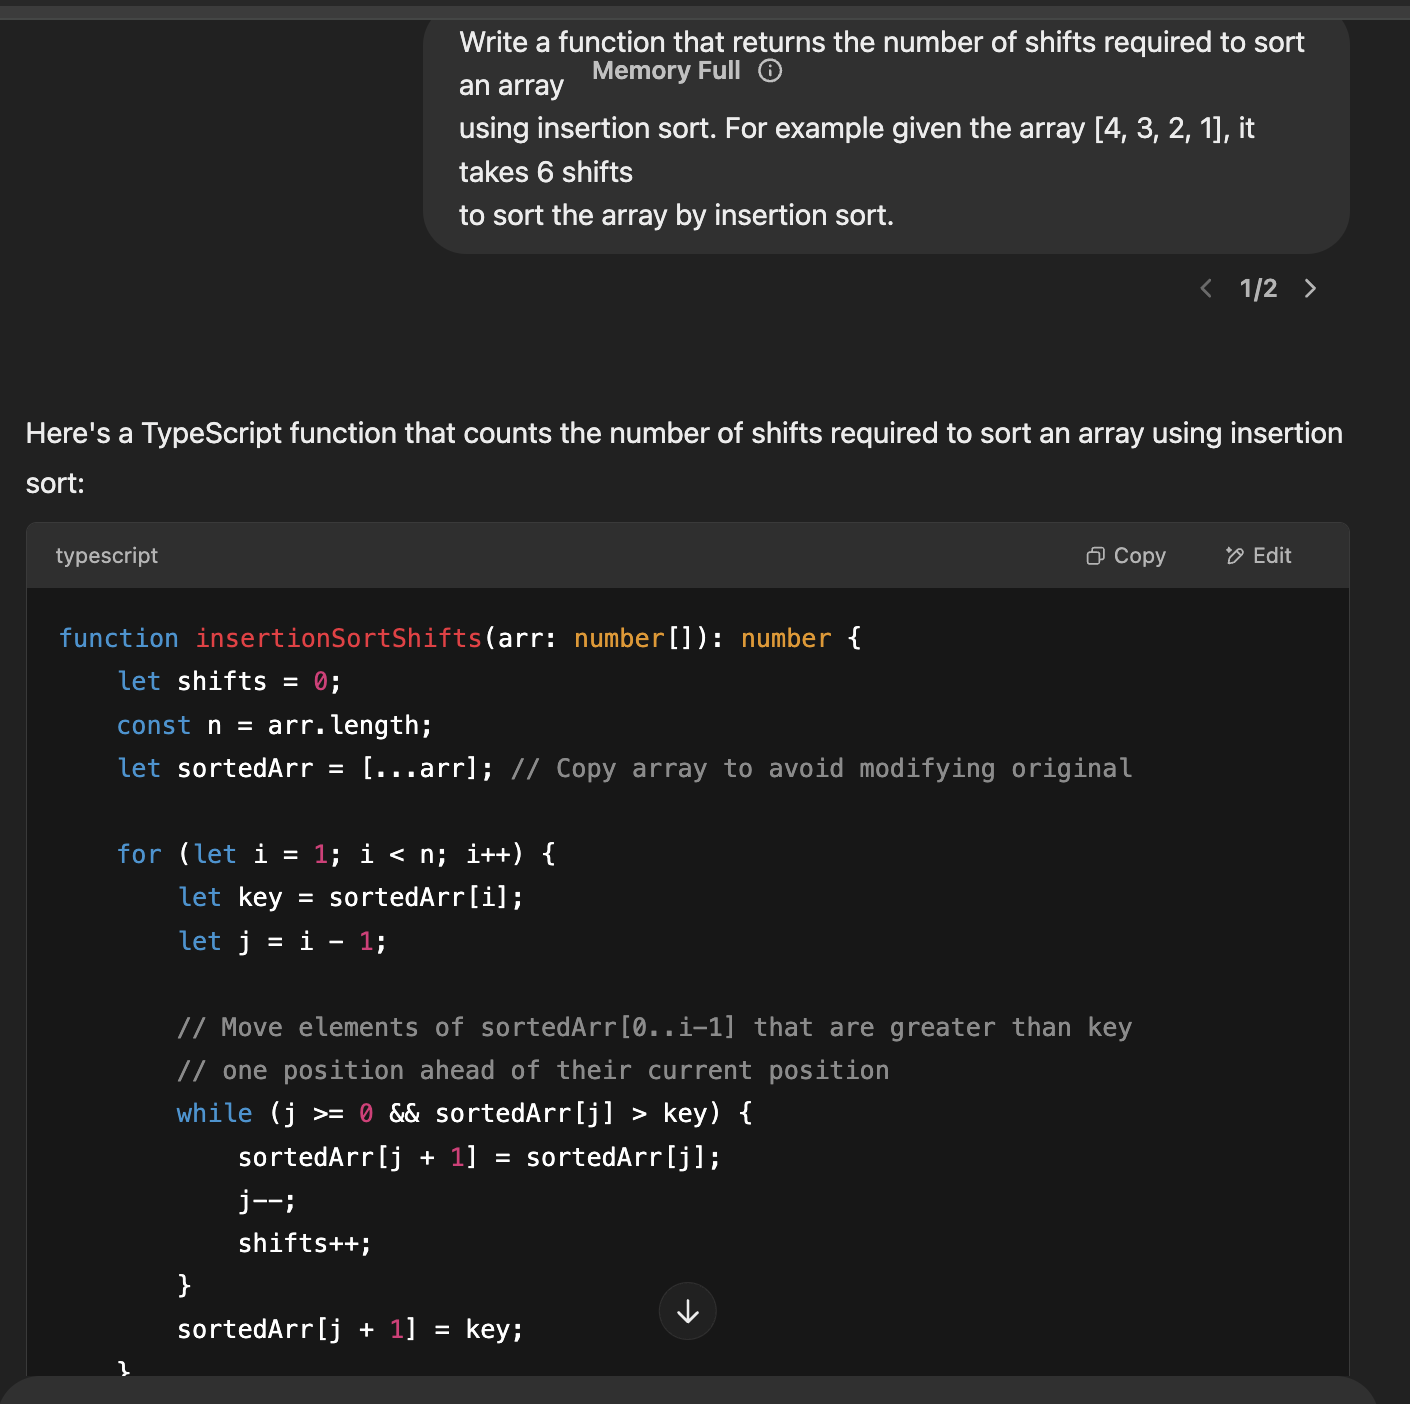 Write a function that returns the number of shifts required to sort
an array
Memory Full
using insertion sort. For example given the array [4, 3, 2, 1], it
takes 6 shifts
to sort the array by insertion sort.
1/2
Here's a TypeScript function that counts the number of shifts required to sort an array using insertion
sort:
typescript
Copy
Edit
function insertionSortShifts(arr: number[]): number {
    let shifts = 0;
    const n = arr.length;
    let sortedArr = [...arr]; // Copy array to avoid modifying original
    for (let i = 1; i < n; i++) {
        let key = sortedArr[i];
        let j = i - 1;
        // Move elements of sortedArr[0..i-1] that are greater than key
        // one position ahead of their current position
        while (j >= 0 && sortedArr[j] > key) {
            sortedArr[j + 1] = sortedArr[j];
            j--;
            shifts++;
        }
        sortedArr[j + 1] = key;
    }